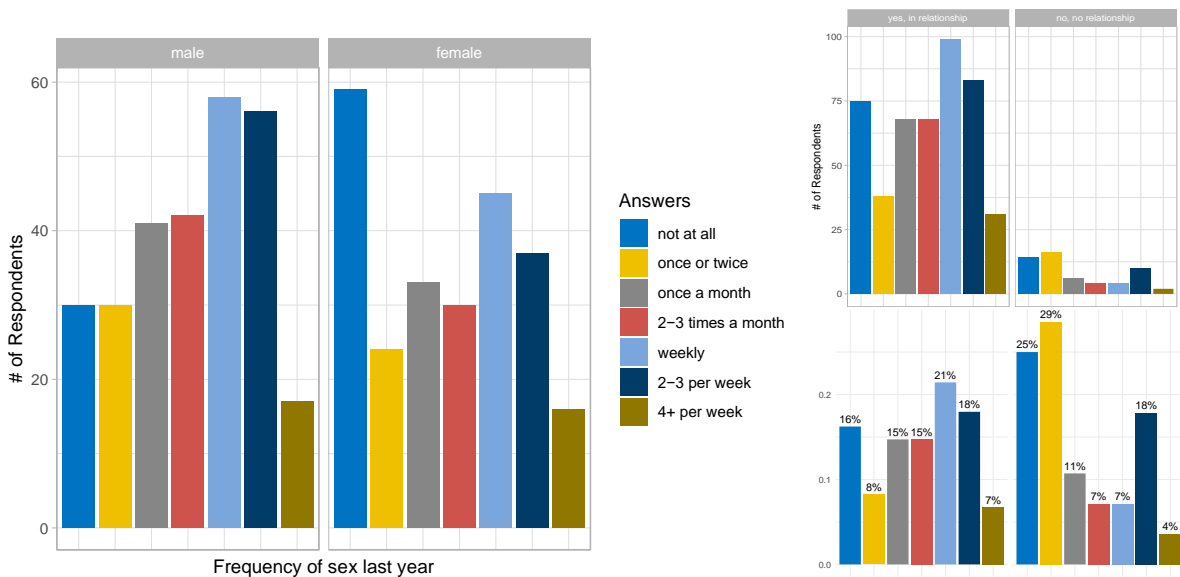 male
female
60
40
20
0
# of Respondents
Frequency of sex last year
Answers
not at all
once or twice
once a month
2−3 times a month
weekly
2−3 per week
4+ per week
yes, in relationship
no, no relationship
100
75
50
25
0
# of Respondents
0.2
0.1
0.0
16%
8%
15%
15%
21%
18%
7%
25%
29%
11%
7%
7%
18%
4%